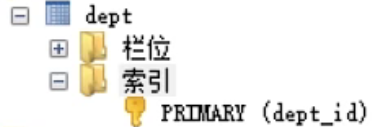 dept
栏位
索引
PRIMARY (dept_id)